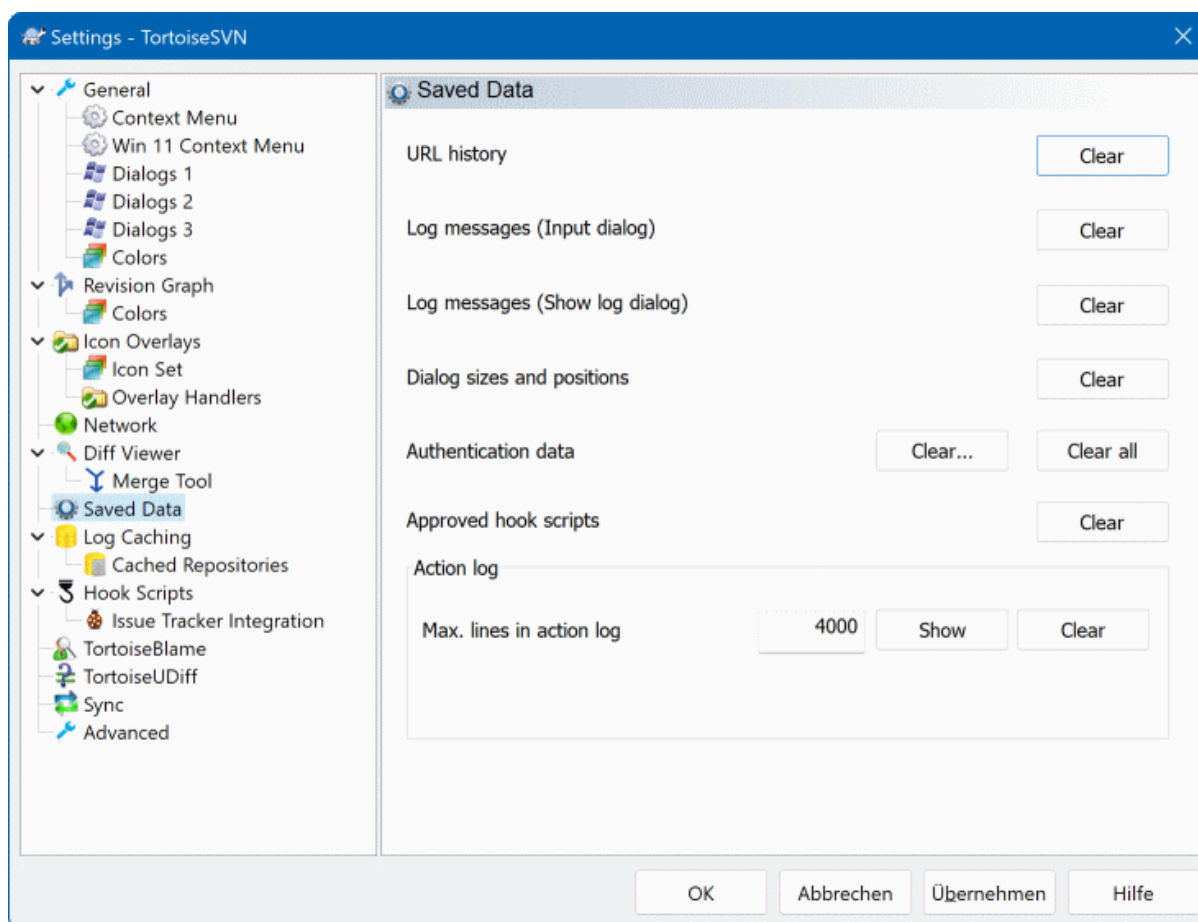 Settings - TortoiseSVN
General
Context Menu
Win 11 Context Menu
Dialogs 1
Dialogs 2
Dialogs 3
Colors
Revision Graph
Colors
Icon Overlays
Icon Set
Overlay Handlers
Network
Diff Viewer
Merge Tool
Saved Data
Log Caching
Cached Repositories
Hook Scripts
Issue Tracker Integration
TortoiseBlame
TortoiseUDiff
Sync
Advanced
Saved Data
URL history Clear
Log messages (Input dialog) Clear
Log messages (Show log dialog) Clear
Dialog sizes and positions Clear
Authentication data Clear... Clear all
Approved hook scripts Clear
Action log
Max. lines in action log 4000 Show Clear
OK Abbrechen Übernehmen Hilfe